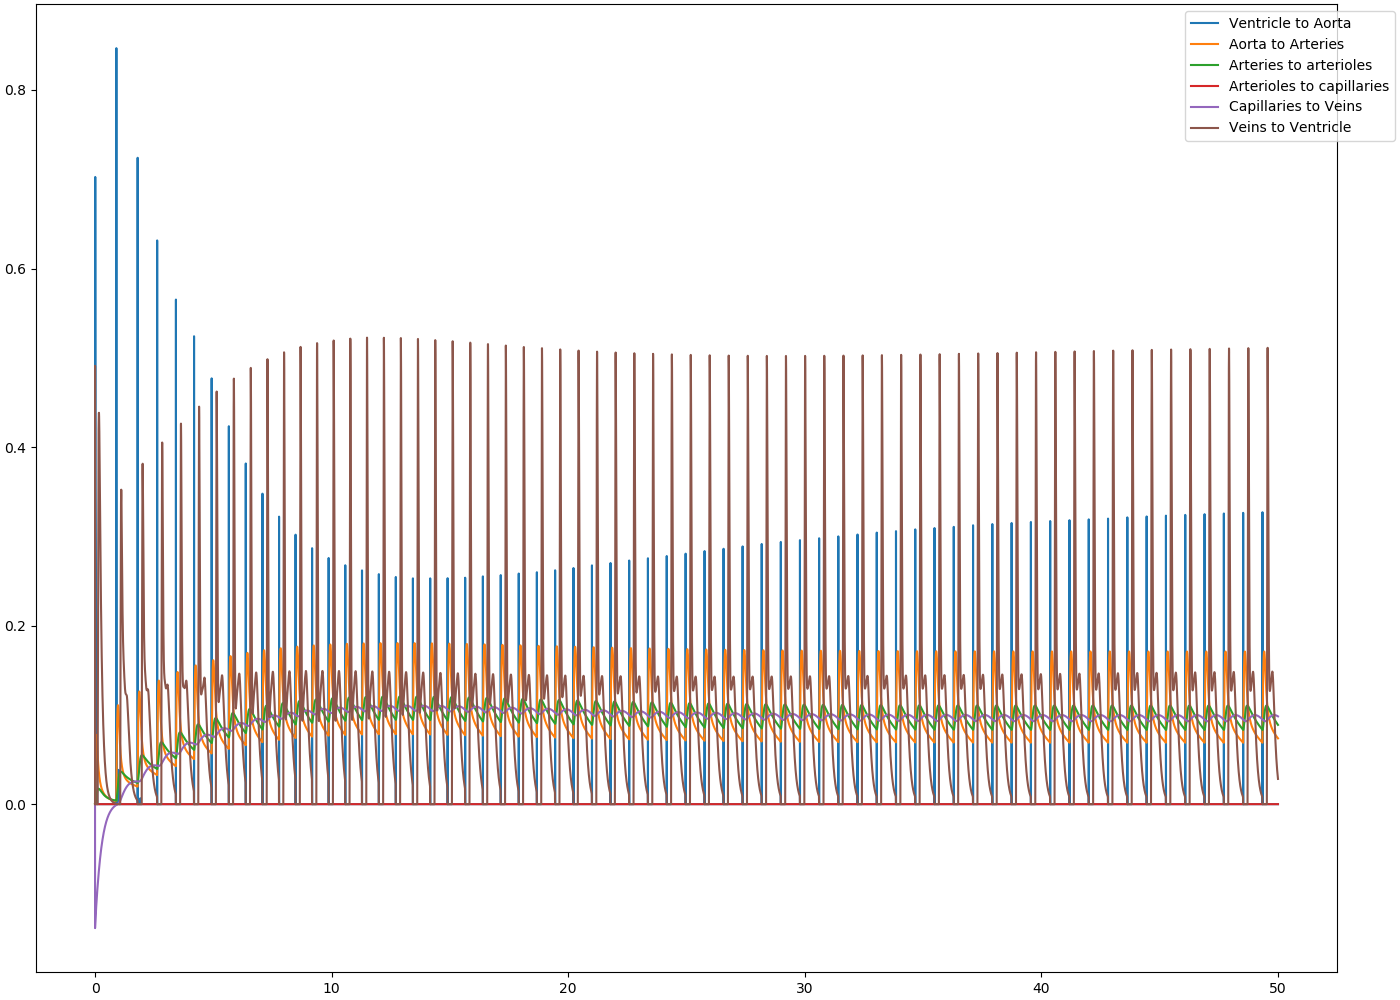 Ventricle to Aorta
Aorta to Arteries
Arteries to arterioles
Arterioles to capillaries
Capillaries to Veins
Veins to Ventricle
0.8
0.6
0.4
0.2
0.0
0 10 20 30 40 50